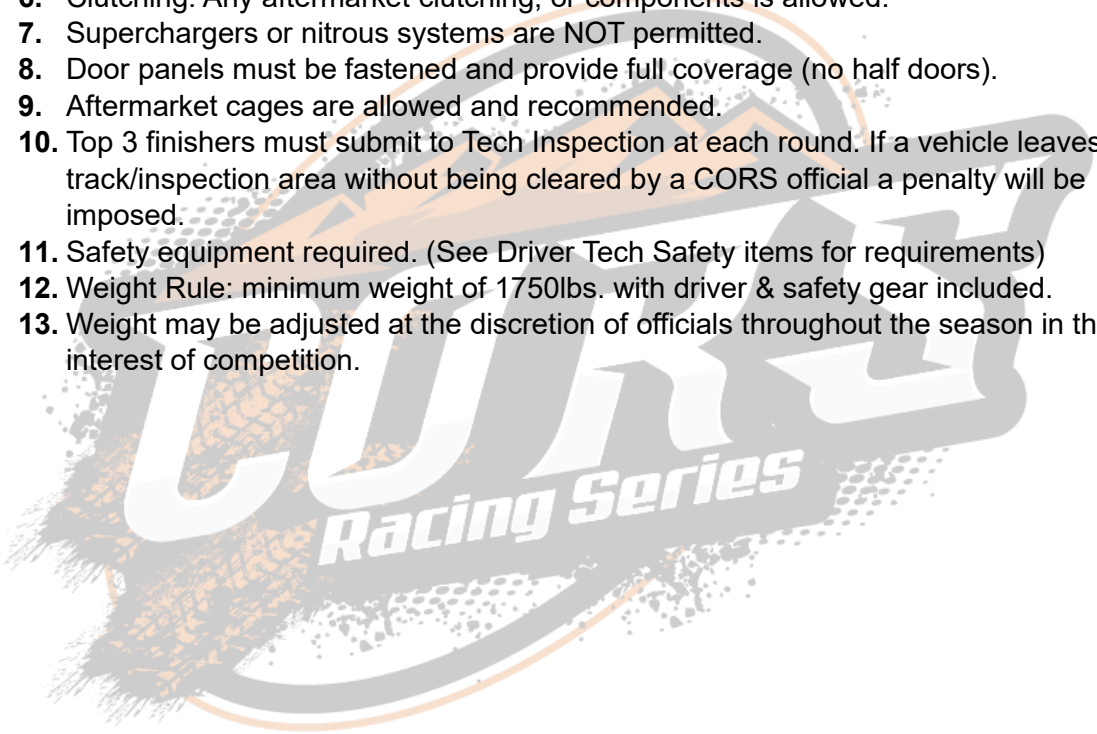 6. Clutching: Any aftermarket clutching, or components is allowed.
7. Superchargers or nitrous systems are NOT permitted.
8. Door panels must be fastened and provide full coverage (no half doors).
9. Aftermarket cages are allowed and recommended.
10. Top 3 finishers must submit to Tech Inspection at each round. If a vehicle leaves
track/inspection area without being cleared by a CORS official a penalty will be
imposed.
11. Safety equipment required. (See Driver Tech Safety items for requirements)
12. Weight Rule: minimum weight of 1750lbs. with driver & safety gear included.
13. Weight may be adjusted at the discretion of officials throughout the season in th
interest of competition.
CORS
Racing Series